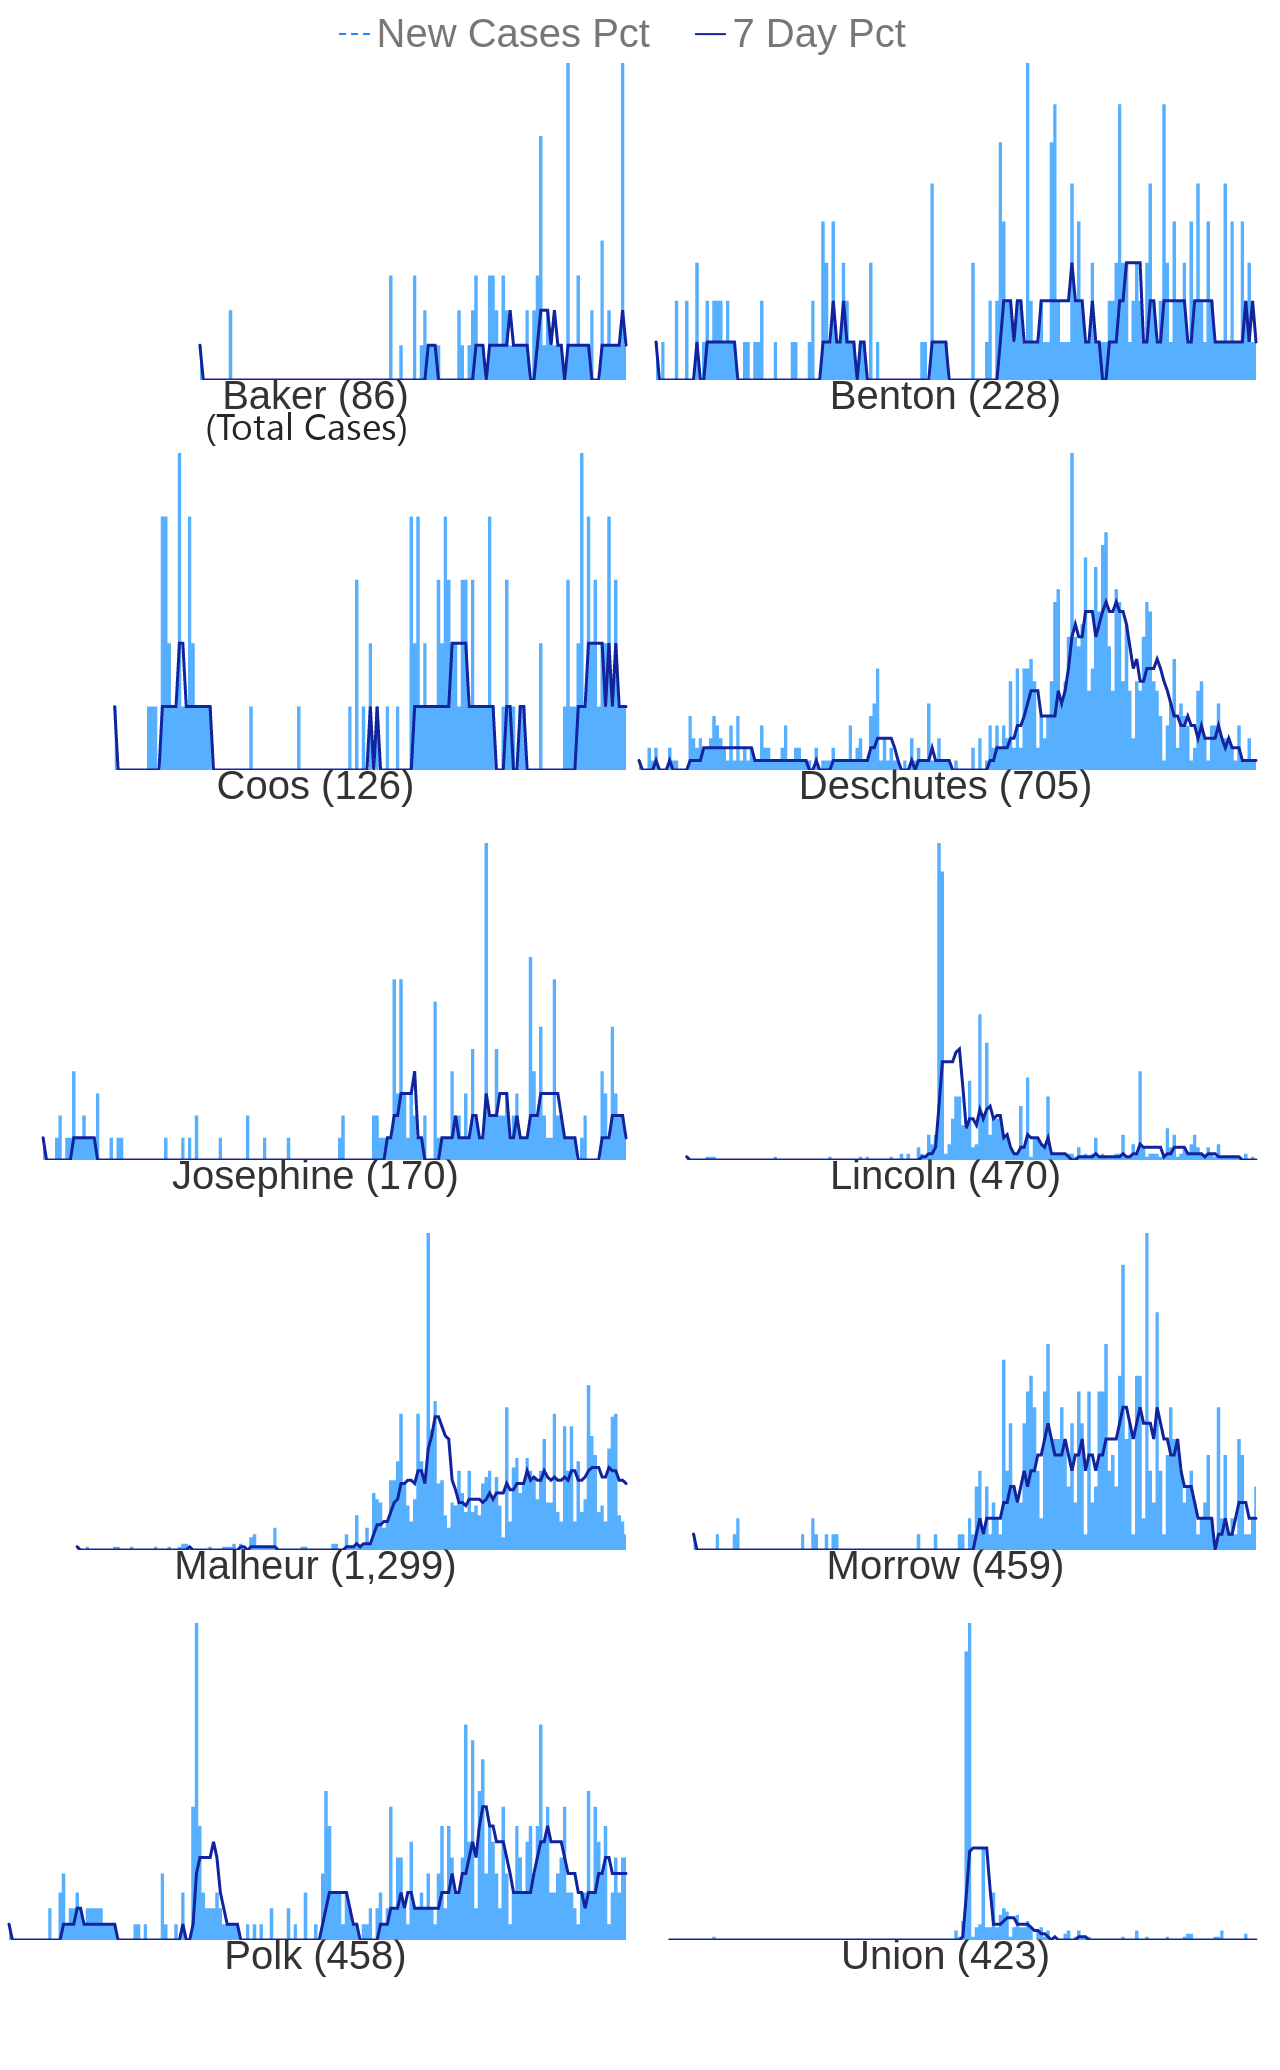 New Cases Pct 7 Day Pct
Baker (86) Benton (228)
(Total Cases)
Coos (126) Deschutes (705)
Josephine (170) Lincoln (470)
Malheur (1,299) Morrow (459)
Polk (458) Union (423)